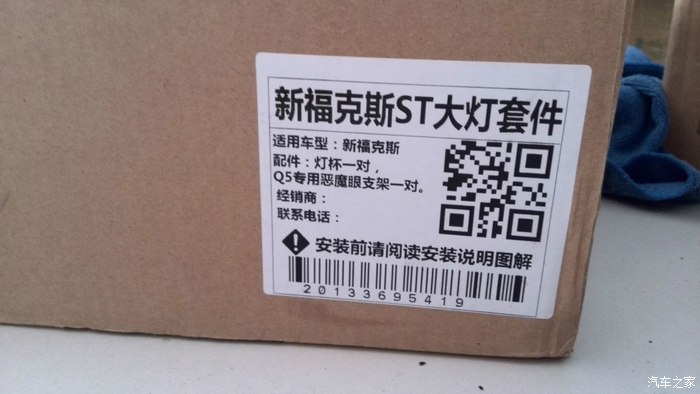 新福克斯ST大灯套件
适用车型：新福克斯
配件：灯杯一对，
Q5专用恶魔眼支架一对。
经销商：
联系电话：
安装前请阅读安装说明图解
20133695419
汽车之家